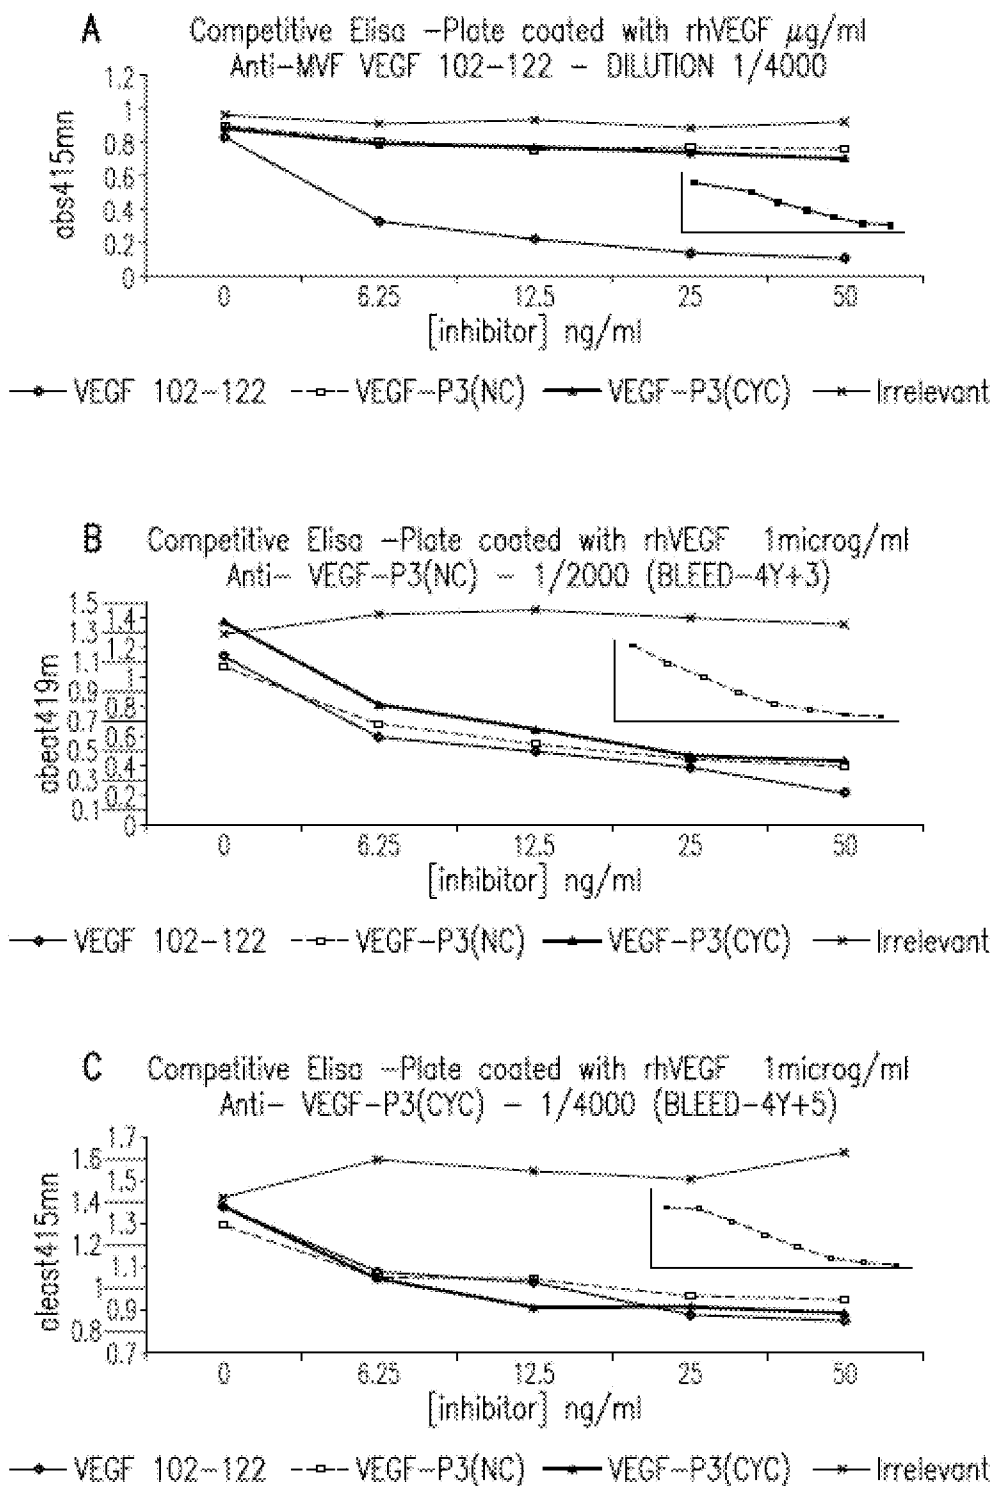 A Competitive Elisa -Plate coated with rhVEGF µg/ml
Anti-MVF VEGF 102-122 - DILUTION 1/4000
abs415mn
1.2
1
0.8
0.6
0.4
0.2
0
0 6.25 12.5 25 50
[inhibitor] ng/ml
VEGF 102-122 VEGF-P3(NC) VEGF-P3(CYC) Irrelevant
B Competitive Elisa -Plate coated with rhVEGF 1microg/ml
Anti- VEGF-P3(NC) - 1/2000 (BLEED-4Y+3)
abeat419m
1.5
1.4
1.3
1.2
1.1
1
0.9
0.8
0.7
0.6
0.5
0.4
0.3
0.2
0.1
0
0 6.25 12.5 25 50
[inhibitor] ng/ml
VEGF 102-122 VEGF-P3(NC) VEGF-P3(CYC) Irrelevant
C Competitive Elisa -Plate coated with rhVEGF 1microg/ml
Anti- VEGF-P3(CYC) - 1/4000 (BLEED-4Y+5)
oleast415mn
1.7
1.6
1.5
1.4
1.3
1.2
1.1
1
0.9
0.8
0.7
0 6.25 12.5 25 50
[inhibitor] ng/ml
VEGF 102-122 VEGF-P3(NC) VEGF-P3(CYC) Irrelevant